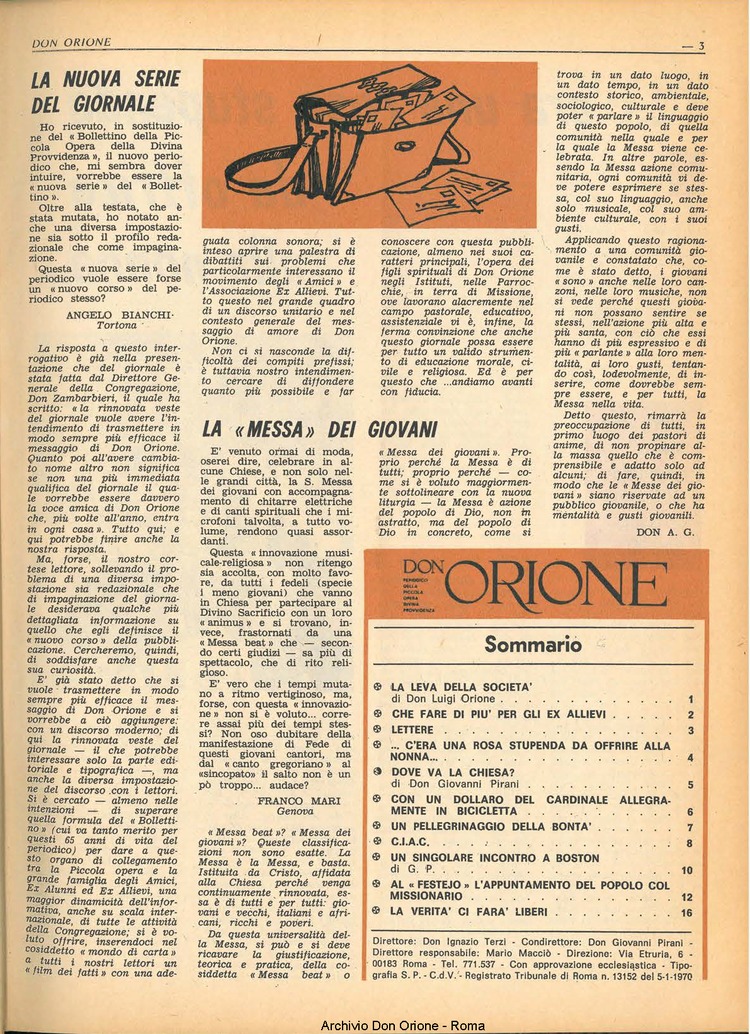 DON ORIONE
— 3
LA NUOVA SERIE
DEL GIORNALE
Ho ricevuto, in sostituzio-
ne del « Bollettino della Pic-
cola Opera della Divina
Provvidenza », il nuovo perio-
dico che, mi sembra dover
intuire, vorrebbe essere la
« nuova serie » del « Bollet-
tino ».
Oltre alla testata, che è
stata mutata, ho notato an-
che una diversa impostazio-
ne sia sotto il profilo reda-
zionale che come impagina-
zione.
Questa « nuova serie » del
periodico vuole essere forse
un « nuovo corso » del pe-
riodico stesso?
ANGELO BIANCHI
Tortona
La risposta a questo inter-
rogativo è già nella presen-
tazione che del giornale è
stata fatta dal Direttore Ge-
nerale della Congregazione,
Don Zambarbieri, il quale ha
scritto: « la rinnovata veste
del giornale vuole avere l'in-
tendimento di trasmettere in
modo sempre più efficace il
messaggio di Don Orione.
Quanto poi all'avere cambia-
to nome altro non significa
se non una più immediata
qualifica del giornale il qua-
le vorrebbe essere davvero
la voce amica di Don Orione
che, più volte all'anno, entra
in ogni casa ». Tutto qui; e
qui potrebbe finire anche la
nostra risposta.
Ma, forse, il nostro cor-
tese lettore, sollevando il pro-
blema di una diversa impo-
stazione sia redazionale che
di impaginazione del giorna-
le desiderava qualche più
dettagliata informazione su
quello che egli definisce il
« nuovo corso » della pubbli-
cazione. Cercheremo, quindi,
di soddisfare anche questa
sua curiosità.
E' già stato detto che si
vuole trasmettere in modo
sempre più efficace il mes-
saggio di Don Orione e si
vorrebbe a ciò aggiungere:
con un discorso moderno; di
qui la rinnovata veste del
giornale — il che potrebbe
interessare solo la parte edi-
toriale e tipografica —, ma
anche la diversa impostazio-
ne del discorso con i lettori.
Si è cercato — almeno nelle
intenzioni — di superare
quella formula del « Bolletti-
no » (cui va tanto merito per
questi 65 anni di vita del
periodico) per dare a que-
sto organo di collegamento
tra la Piccola opera e la
grande famiglia degli Amici,
Ex Alunni ed Ex Allievi, una
maggior dinamicità dell'infor-
mativa, anche su scala inter-
nazionale, di tutte le attività
della Congregazione; si è vo-
luto offrire, inserendoci nel
cosiddetto « mondo di carta »
a tutti i nostri lettori un
« film dei fatti » con una ade-
guata colonna sonora; si è
inteso aprire una palestra di
dibattiti sui problemi che
particolarmente interessano il
movimento degli « Amici » e
l'Associazione Ex Allievi. Tut-
to questo nel grande quadro
di un discorso unitario e nel
contesto generale del mes-
saggio di amore di Don
Orione.
Non ci si nasconde la dif-
ficoltà dei compiti prefissi;
è tuttavia nostro intendimen-
to cercare di diffondere
quanto più possibile e far
conoscere con questa pubbli-
cazione, almeno nei suoi ca-
ratteri principali, l'opera dei
figli spirituali di Don Orione
negli Istituti, nelle Parroc-
chie, in terra di Missione,
ove lavorano alacremente nel
campo pastorale, educativo,
assistenziale vi è, infine, la
ferma convinzione che anche
questo giornale possa essere
per tutto un valido strumen-
to di educazione morale, ci-
vile e religiosa. Ed è per
questo che ...andiamo avanti
con fiducia.
LA « MESSA » DEI GIOVANI
E' venuto ormai di moda,
oserei dire, celebrare in al-
cune Chiese, e non solo nel-
le grandi città, la S. Messa
dei giovani con accompagna-
mento di chitarre elettriche
e di canti spirituali che i mi-
crofoni talvolta, a tutto vo-
lume, rendono quasi assor-
danti.
Questa « innovazione musi-
cale-religiosa » non ritengo
sia accolta, con molto favo-
re, da tutti i fedeli (specie
i meno giovani) che vanno
in Chiesa per partecipare al
Divino Sacrificio con un loro
« animus » e si trovano, in-
vece, frastornati da una
« Messa beat » che — secon-
do certi giudizi — sa più di
spettacolo, che di rito reli-
gioso.
E' vero che i tempi muta-
no a ritmo vertiginoso, ma,
forse, con questa « innovazio-
ne » non si è voluto... corre-
re assai più dei tempi stes-
si? Non oso dubitare della
manifestazione di Fede di
questi giovani cantori, ma
dal « canto gregoriano » al
«sincopato» il salto non è un
pò troppo... audace?
FRANCO MARI
Genova
« Messa beat »? « Messa dei
giovani »? Queste classifica-
zioni non sono esatte. La
Messa è la Messa, e basta.
Istituita da Cristo, affidata
alla Chiesa perché venga
continuamente rinnovata, es-
sa è di tutti e per tutti: gio-
vani e vecchi, italiani e afri-
cani, ricchi e poveri.
Da questa universalità del-
la Messa, si può e si deve
ricavare la giustificazione,
teorica e pratica, della co-
siddetta « Messa beat » o
« Messa dei giovani ». Pro-
prio perché la Messa è di
tutti; proprio perché — co-
me si è voluto maggiormen-
te sottolineare con la nuova
liturgia — la Messa è azione
del popolo di Dio, non in
astratto, ma del popolo di
Dio in concreto, come si
trova in un dato luogo, in
un dato tempo, in un dato
contesto storico, ambientale,
sociologico, culturale e deve
poter « parlare » il linguaggio
di questo popolo, di quella
comunità nella quale e per
la quale la Messa viene ce-
lebrata. In altre parole, es-
sendo la Messa azione comu-
nitaria, ogni comunità vi de-
ve potere esprimere se stes-
sa, col suo linguaggio, anche
solo musicale, col suo am-
biente culturale, con i suoi
gusti.
Applicando questo ragiona-
mento a una comunità gio-
vanile e constatato che, co-
me è stato detto, i giovani
« sono » anche nelle loro can-
zoni, nelle loro musiche, non
si vede perché questi giova-
ni non possano sentire se
stessi, nell'azione più alta e
più santa, con ciò che essi
hanno di più espressivo e di
più « parlante » alla loro men-
talità, ai loro gusti, tentan-
do così, lodevolmente, di in-
serire, come dovrebbe sem-
pre essere, e per tutti, la
Messa nella vita.
Detto questo, rimarrà la
preoccupazione di tutti, in
primo luogo dei pastori di
anime, di non propinare al-
la massa quello che è com-
prensibile e adatto solo ad
alcuni; di fare, quindi, in
modo che le « Messe dei gio-
vani » siano riservate ad un
pubblico giovanile, o che ha
mentalità e gusti giovanili.
DON A. G.
DON ORIONE
PERIODICO
DELLA
PICCOLA
OPERA
DIVINA
PROVVIDENZA
Sommario
LA LEVA DELLA SOCIETA'
di Don Luigi Orione . . . . . . . . . . 1
CHE FARE DI PIU' PER GLI EX ALLIEVI . . . . . 2
LETTERE . . . . . . . . . . 3
... C'ERA UNA ROSA STUPENDA DA OFFRIRE ALLA
NONNA... . . . . . . . . . . 4
DOVE VA LA CHIESA?
di Don Giovanni Pirani . . . . . . . . . . 5
CON UN DOLLARO DEL CARDINALE ALLEGRA-
MENTE IN BICICLETTA . . . . . . . . . . 6
UN PELLEGRINAGGIO DELLA BONTA' . . . . . . 7
C.I.A.C. . . . . . . . . . . 8
UN SINGOLARE INCONTRO A BOSTON
di G. P. . . . . . . . . . . 10
AL « FESTEJO » L'APPUNTAMENTO DEL POPOLO COL
MISSIONARIO . . . . . . . . . . 12
LA VERITA' CI FARA' LIBERI . . . . . . . . 16
Direttore: Don Ignazio Terzi - Condirettore: Don Giovanni Pirani -
Direttore responsabile: Mario Macciò - Direzione: Via Etruria, 6 -
00183 Roma - Tel. 771.537 - Con approvazione ecclesiastica - Tipo-
grafia S. P. - C.d.V. - Registrato Tribunale di Roma n. 13152 del 5-1-1970
Archivio Don Orione - Roma